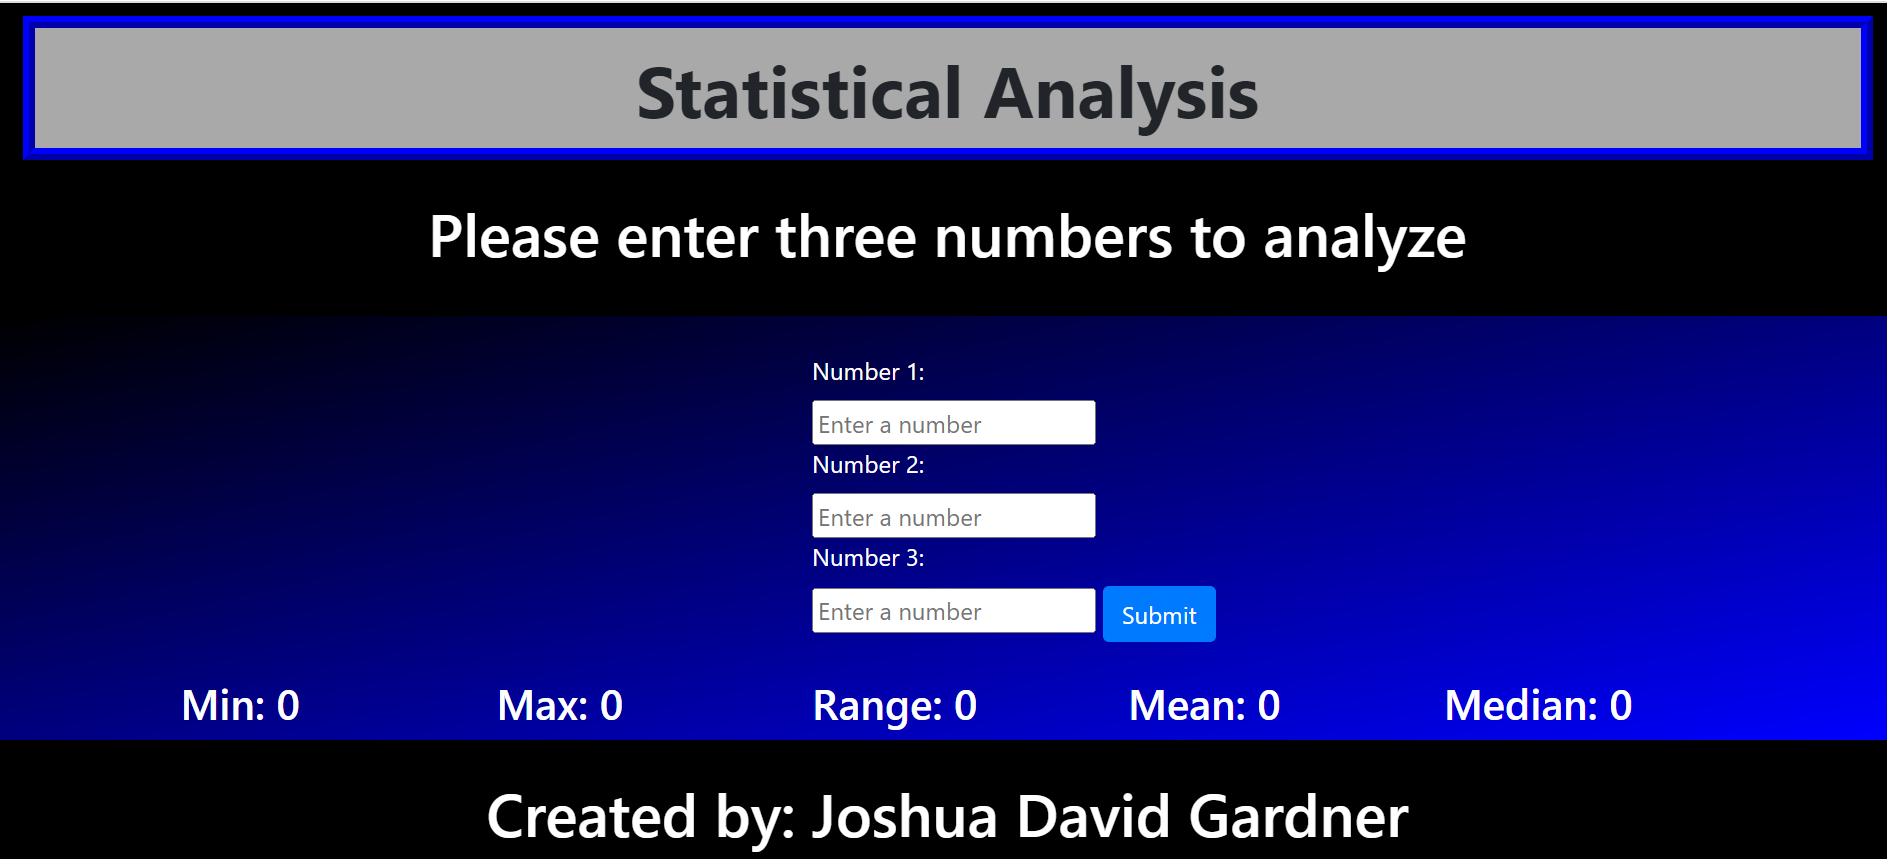 Statistical Analysis
Please enter three numbers to analyze
Number 1:
Enter a number
Number 2:
Enter a number
Number 3:
Enter a number Submit
Min: 0 Max: 0 Range: 0 Mean: 0 Median: 0
Created by: Joshua David Gardner